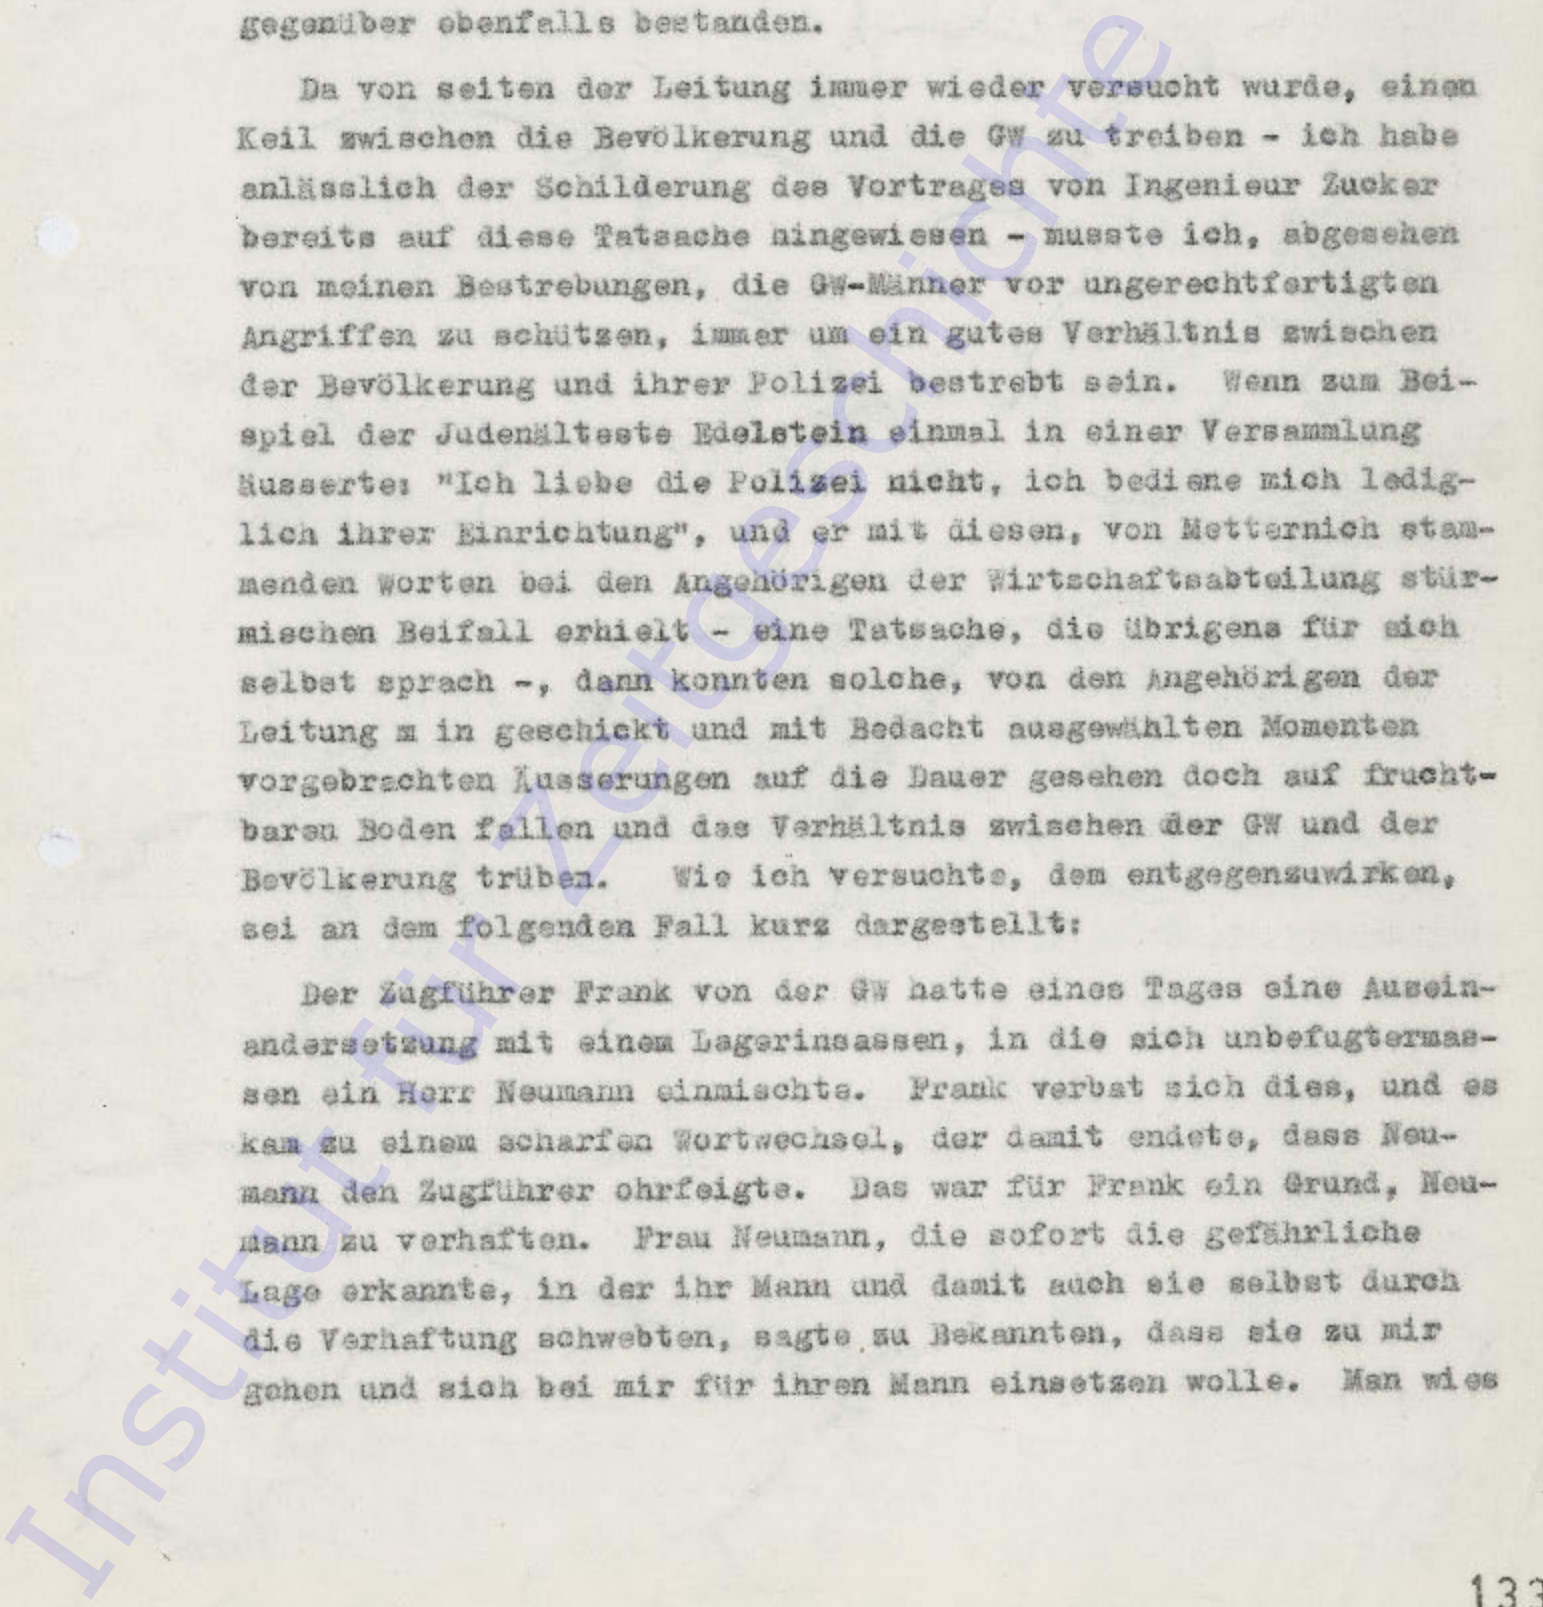 gegenüber ebenfalls bestanden.
Da von seiten der Leitung immer wieder versucht wurde, einen
Keil zwischen die Bevölkerung und die GW zu treiben - ich habe
anlässlich der Schilderung des Vortrages von Ingenieur Zucker
bereits auf diese Tatsache hingewiesen - musste ich, abgesehen
von meinen Bestrebungen, die GW-Männer vor ungerechtfertigten
Angriffen zu schützen, immer um ein gutes Verhältnis zwischen
der Bevölkerung und ihrer Polizei bestrebt sein. Wenn zum Bei-
spiel der Judenälteste Edelstein einmal in einer Versammlung
äusserte: "Ich liebe die Polizei nicht, ich bediene mich ledig-
lich ihrer Einrichtung", und er mit diesen, von Metternich stam-
menden Worten bei den Angehörigen der Wirtschaftsabteilung stür-
mischen Beifall erhielt - eine Tatsache, die übrigens für sich
selbst sprach -, dann konnten solche, von den Angehörigen der
Leitung m in geschickt und mit Bedacht ausgewählten Momenten
vorgebrachten Äusserungen auf die Dauer gesehen doch auf frucht-
baren Boden fallen und das Verhältnis zwischen der GW und der
Bevölkerung trüben. Wie ich versuchte, dem entgegenzuwirken,
sei an dem folgenden Fall kurz dargestellt:
Der Zugführer Frank von der GW hatte eines Tages eine Ausein-
andersetzung mit einem Lagerinsassen, in die sich unbefugtermas-
sen ein Herr Neumann einmischte. Frank verbat sich dies, und es
kam zu einem scharfen Wortwechsel, der damit endete, dass Neu-
mann den Zugführer ohrfeigte. Das war für Frank ein Grund, Neu-
mann zu verhaften. Frau Neumann, die sofort die gefährliche
Lage erkannte, in der ihr Mann und damit auch sie selbst durch
die Verhaftung schwebten, sagte zu Bekannten, dass sie zu mir
gehen und sich bei mir für ihren Mann einsetzen wolle. Man wies
133
Institut für Zeitgeschichte